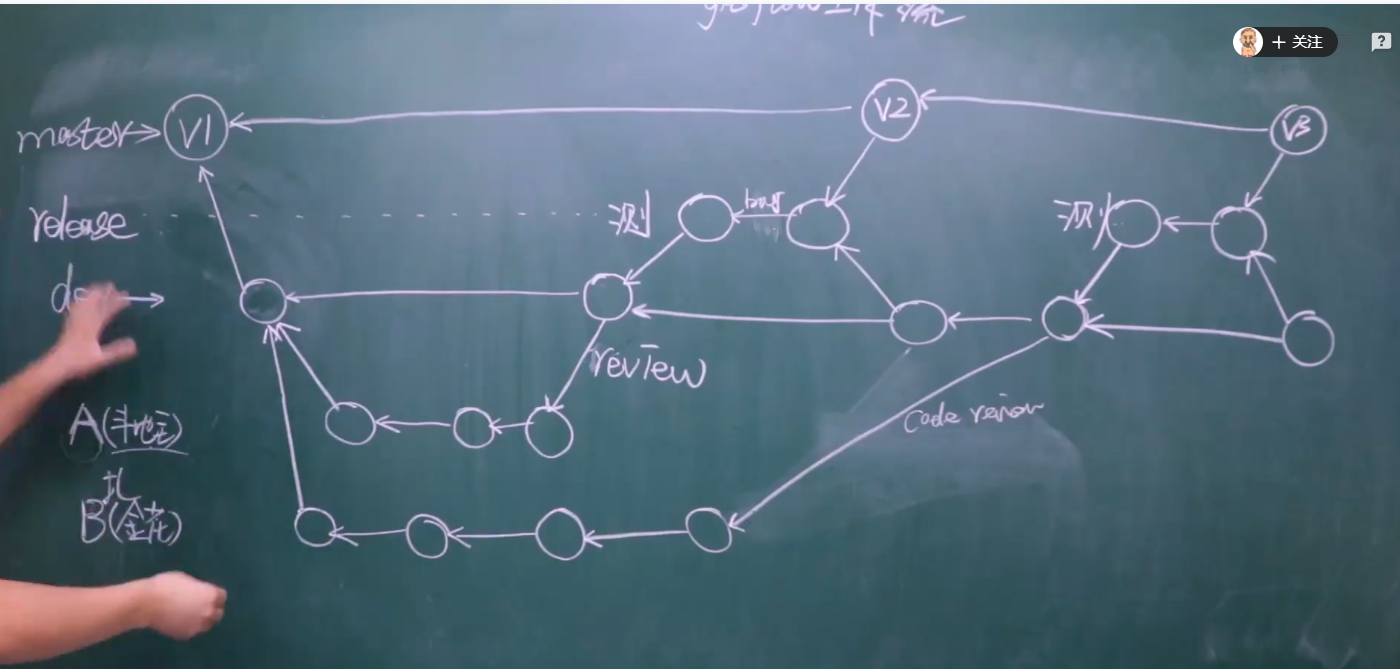 gitflow工作流
+ 关注
?
master
V1
V2
V3
release
测
bug
测
review
A(斗地主)
code review
B(金花)